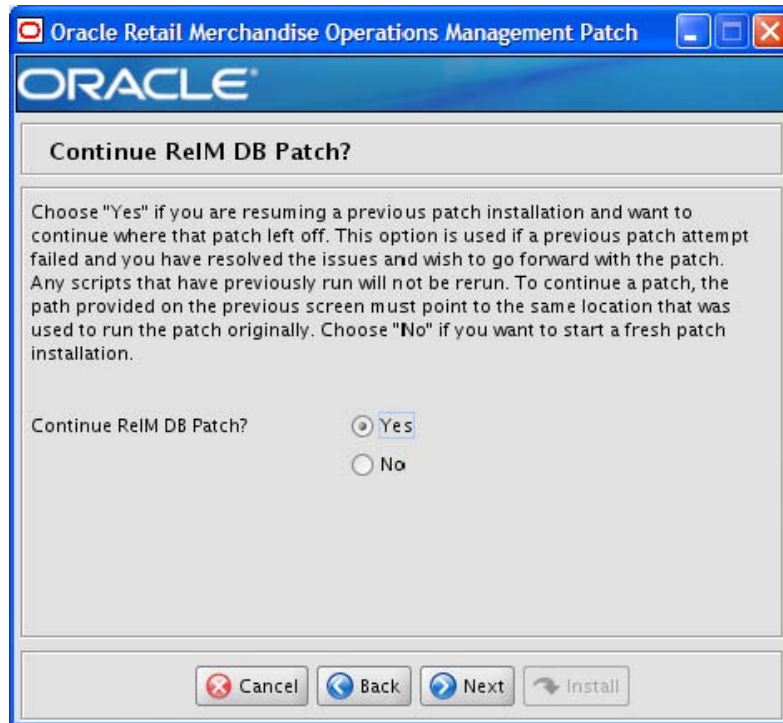 Oracle Retail Merchandise Operations Management Patch
ORACLE
Continue ReIM DB Patch?
Choose "Yes" if you are resuming a previous patch installation and want to
continue where that patch left off. This option is used if a previous patch attempt
failed and you have resolved the issues and wish to go forward with the patch.
Any scripts that have previously run will not be rerun. To continue a patch, the
path provided on the previous screen must point to the same location that was
used to run the patch originally. Choose "No" if you want to start a fresh patch
installation.
Continue ReIM DB Patch?
Yes
No
Cancel
Back
Next
Install